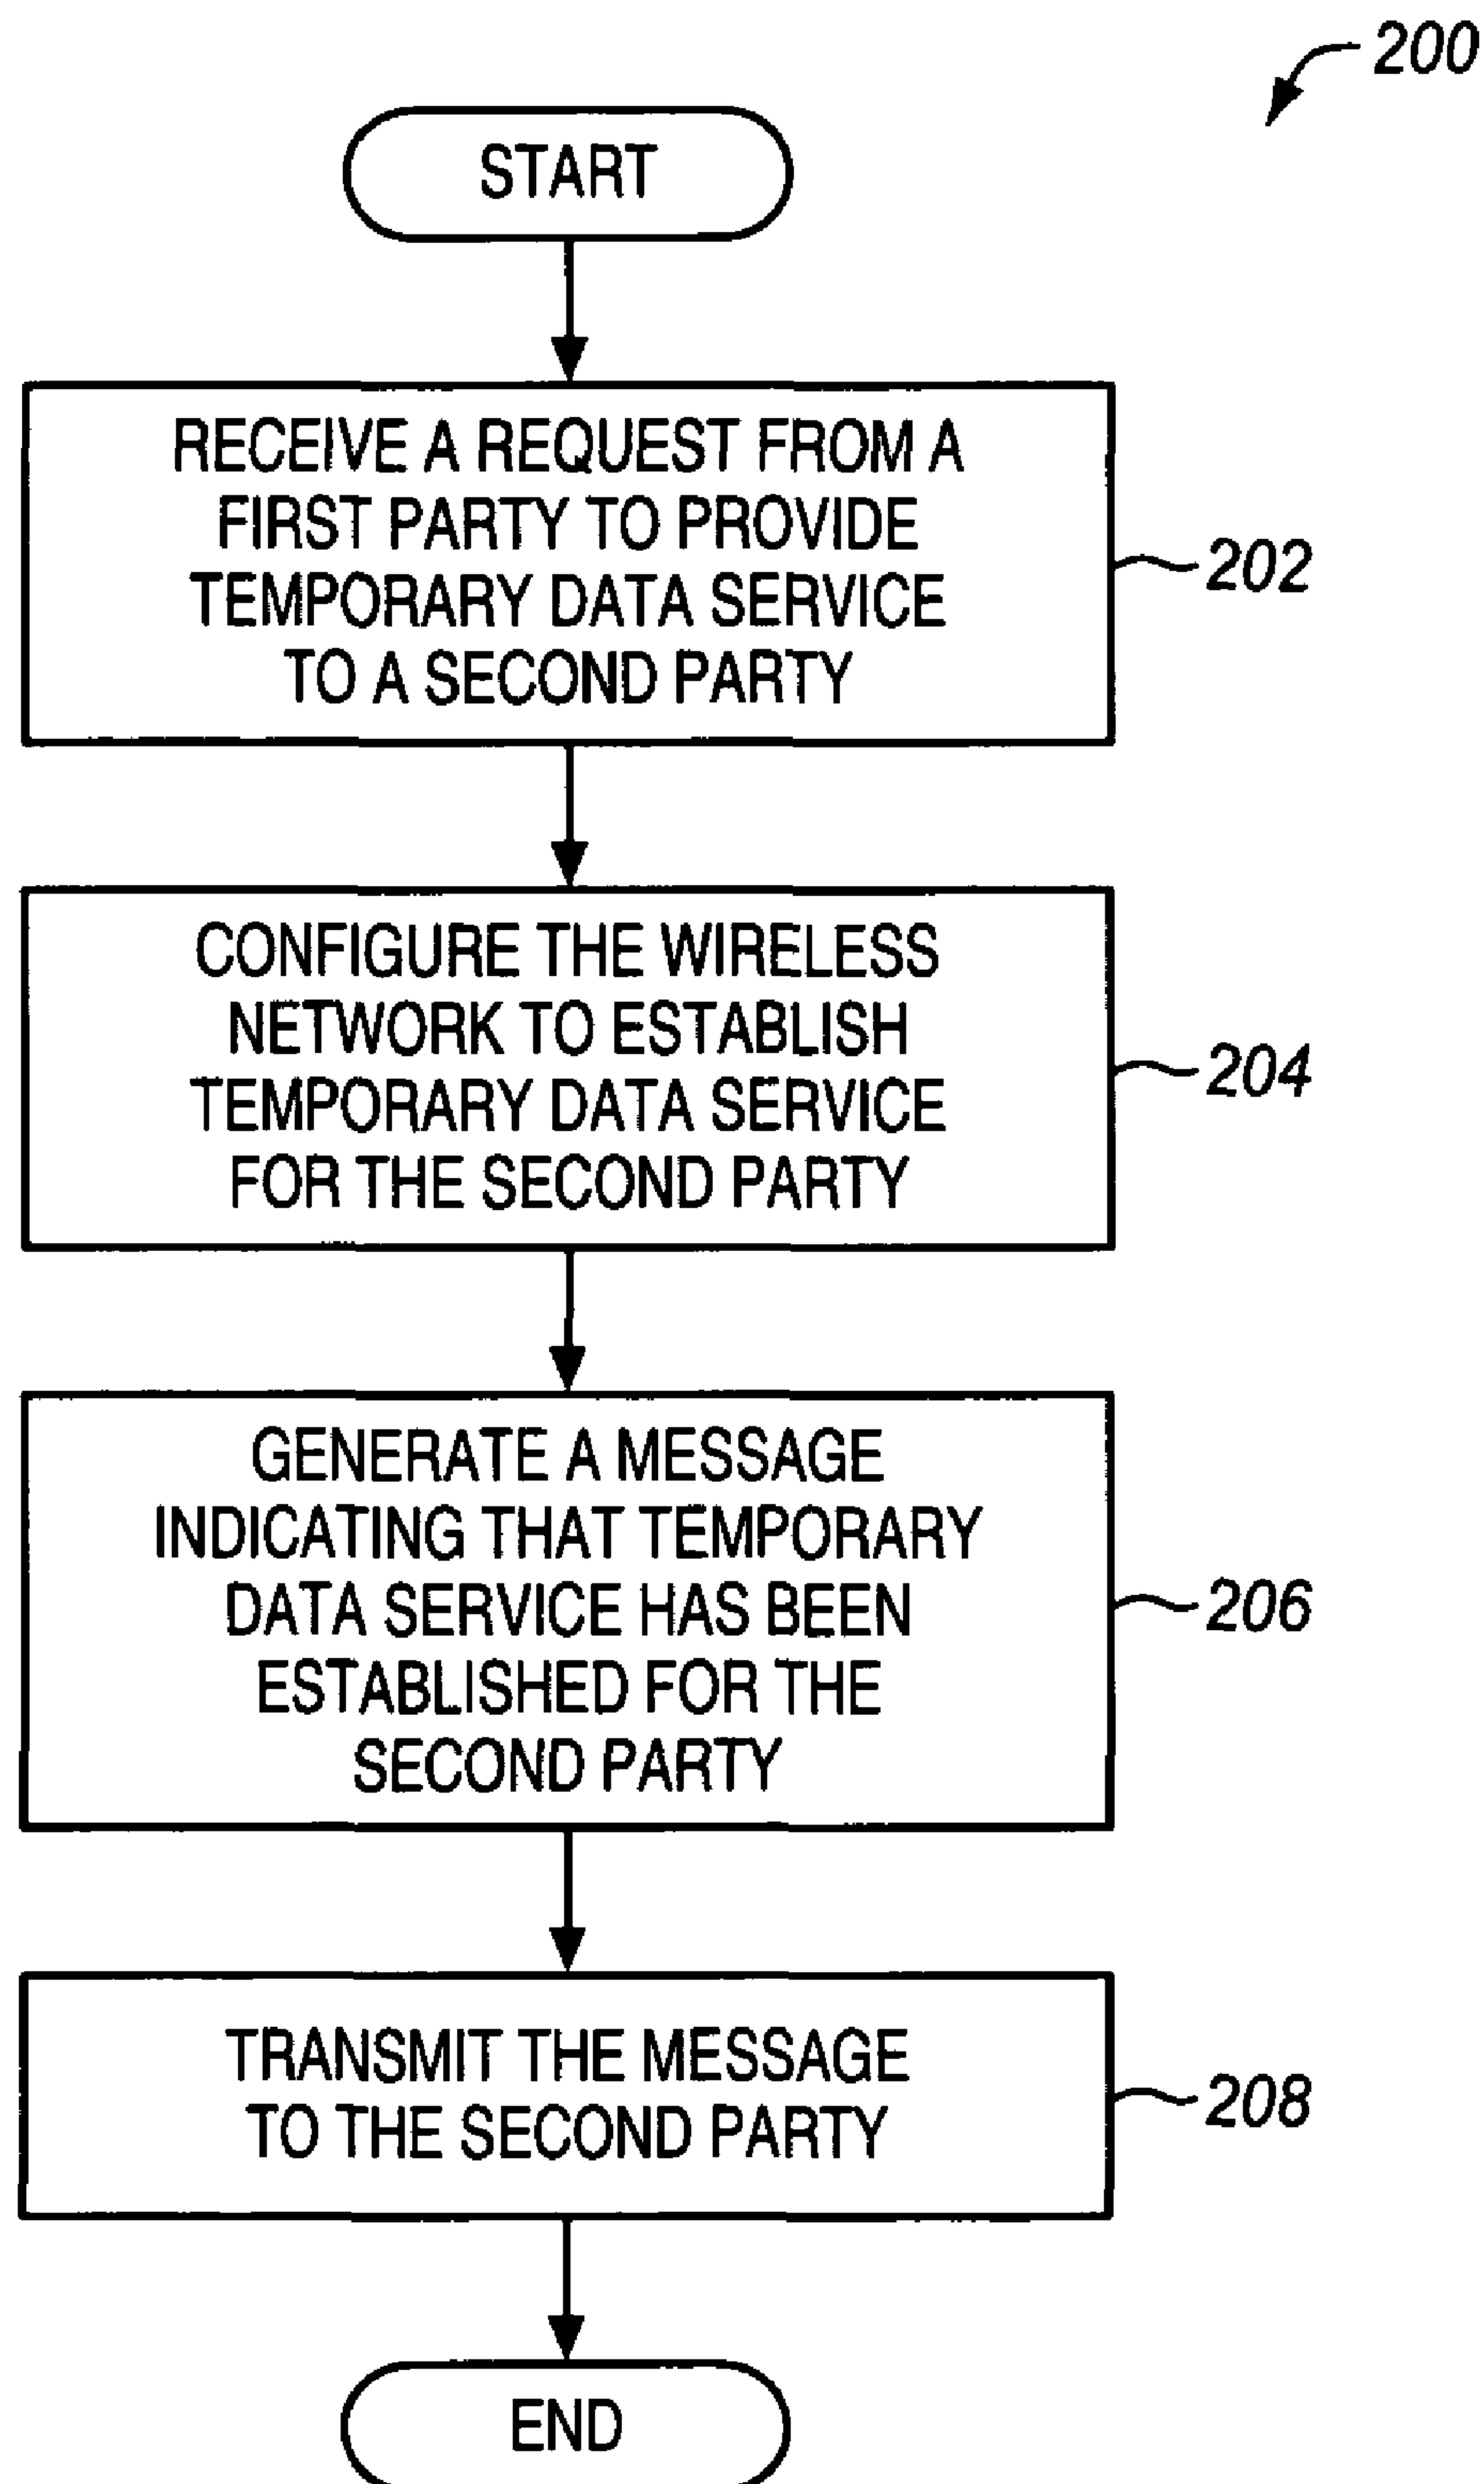 200
START
RECEIVE A REQUEST FROM A
FIRST PARTY TO PROVIDE
TEMPORARY DATA SERVICE
TO A SECOND PARTY
202
CONFIGURE THE WIRELESS
NETWORK TO ESTABLISH
TEMPORARY DATA SERVICE
FOR THE SECOND PARTY
204
GENERATE A MESSAGE
INDICATING THAT TEMPORARY
DATA SERVICE HAS BEEN
ESTABLISHED FOR THE
SECOND PARTY
206
TRANSMIT THE MESSAGE
TO THE SECOND PARTY
208
END